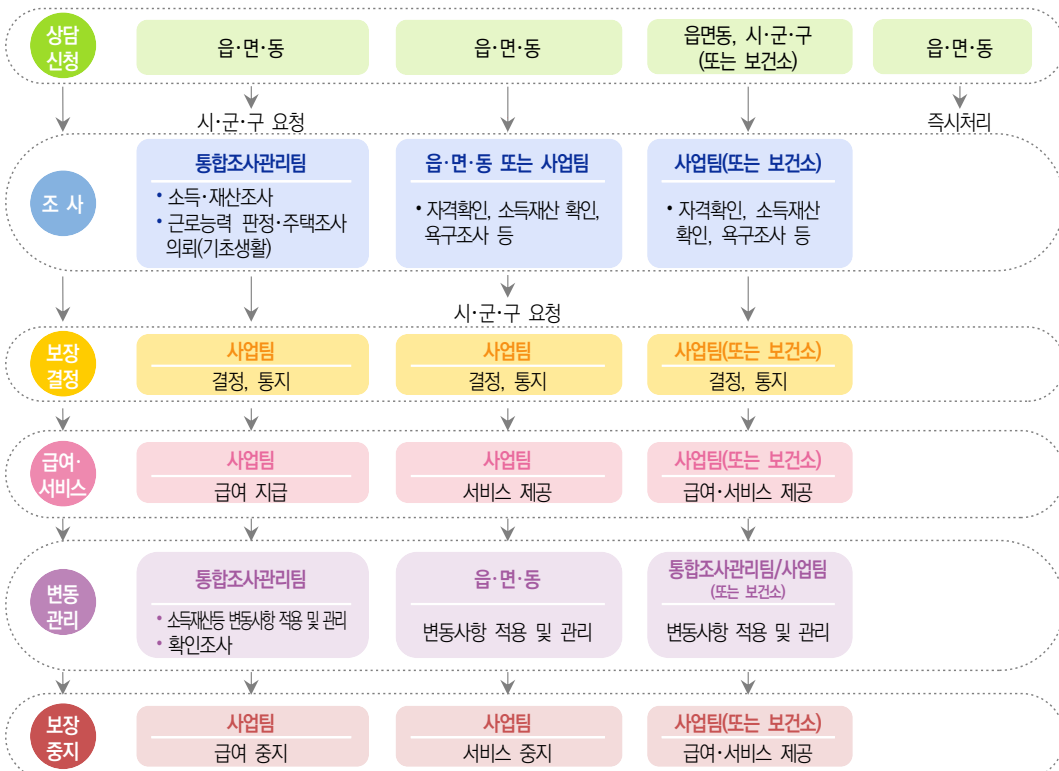 상담
신청
읍·면·동
읍·면·동
읍면동, 시·군·구
(또는 보건소)
읍·면·동
시·군·구 요청
즉시처리
조 사
통합조사관리팀
• 소득·재산조사
• 근로능력 판정·주택조사
의뢰(기초생활)
읍·면·동 또는 사업팀
• 자격확인, 소득재산 확인,
욕구조사 등
사업팀(또는 보건소)
• 자격확인, 소득재산
확인, 욕구조사 등
시·군·구 요청
보장
결정
사업팀
결정, 통지
사업팀
결정, 통지
사업팀(또는 보건소)
결정, 통지
급여·
서비스
사업팀
급여 지급
사업팀
서비스 제공
사업팀(또는 보건소)
급여·서비스 제공
변동
관리
통합조사관리팀
• 소득재산등 변동사항 적용 및 관리
• 확인조사
읍·면·동
변동사항 적용 및 관리
통합조사관리팀/사업팀
(또는 보건소)
변동사항 적용 및 관리
보장
중지
사업팀
급여 중지
사업팀
서비스 중지
사업팀(또는 보건소)
급여·서비스 제공